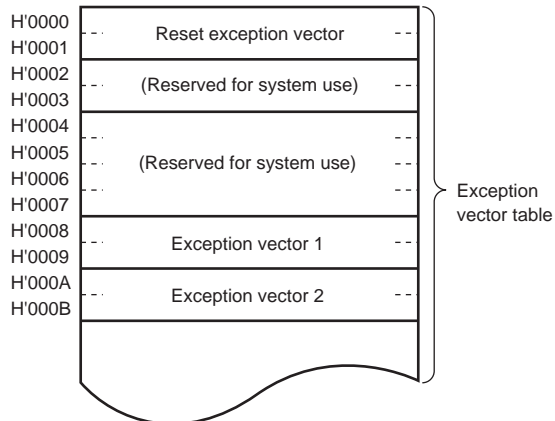 H'0000
H'0001
Reset exception vector
H'0002
H'0003
(Reserved for system use)
H'0004
H'0005
H'0006
H'0007
(Reserved for system use)
H'0008
H'0009
Exception vector 1
H'000A
H'000B
Exception vector 2
Exception
vector table